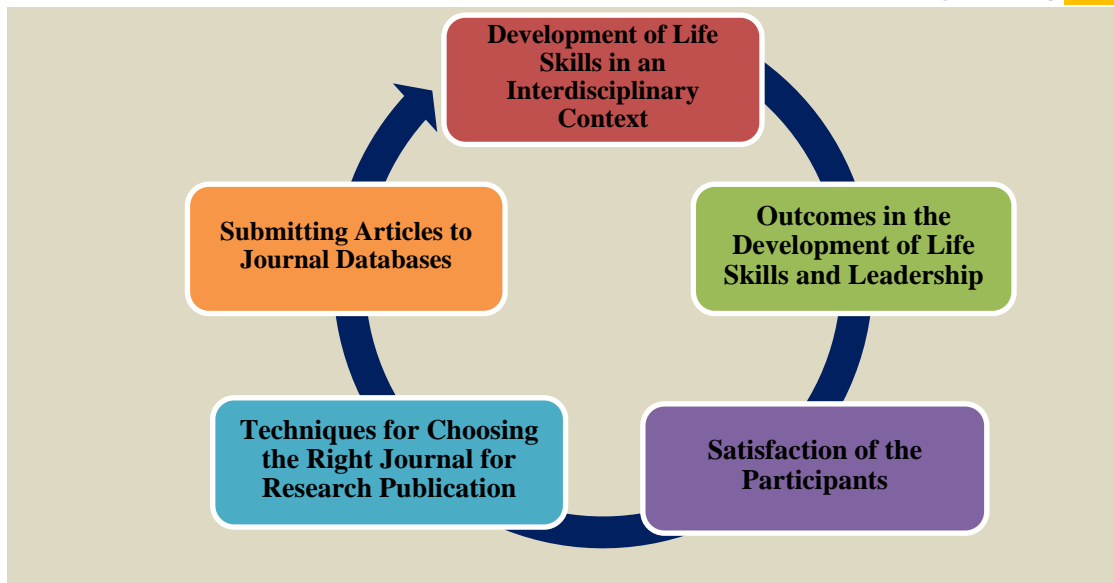 Development of Life
Skills in an
Interdisciplinary
Context
Outcomes in the
Development of Life
Skills and Leadership
Satisfaction of the
Participants
Techniques for Choosing
the Right Journal for
Research Publication
Submitting Articles to
Journal Databases